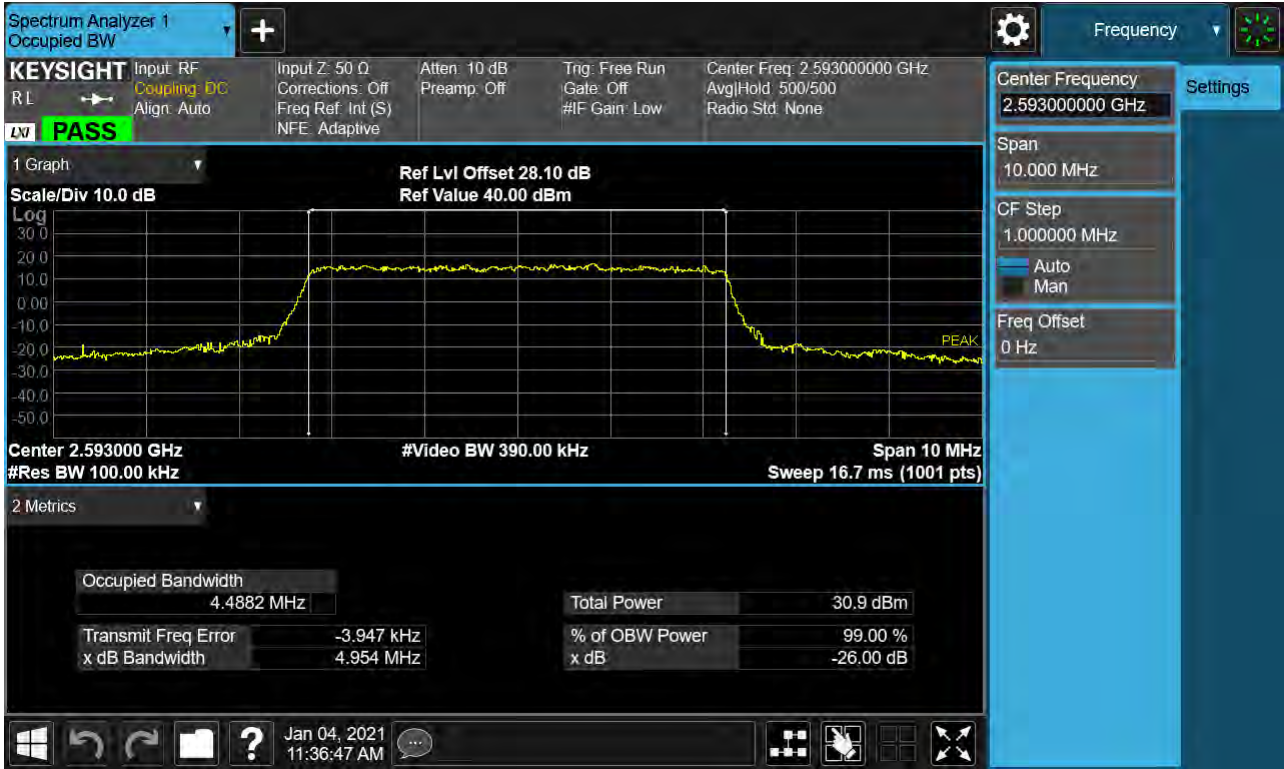 Spectrum Analyzer 1
Occupied BW
Frequency
KEYSIGHT
R L
LXI PASS
Input: RF
Coupling: DC
Align: Auto
Input Z: 50 Ω
Corrections: Off
Freq Ref: Int (S)
NFE: Adaptive
Atten: 10 dB
Preamp: Off
Trig: Free Run
Gate: Off
#IF Gain: Low
Center Freq: 2.593000000 GHz
Avg|Hold: 500/500
Radio Std: None
Center Frequency
2.593000000 GHz
Settings
Span
10.000 MHz
CF Step
1.000000 MHz
Auto
Man
Freq Offset
0 Hz
1 Graph
Scale/Div 10.0 dB
Ref Lvl Offset 28.10 dB
Ref Value 40.00 dBm
Log
30.0
20.0
10.0
0.00
-10.0
-20.0
-30.0
-40.0
-50.0
PEAK
Center 2.593000 GHz
#Video BW 390.00 kHz
Span 10 MHz
#Res BW 100.00 kHz
Sweep 16.7 ms (1001 pts)
2 Metrics
Occupied Bandwidth
4.4882 MHz
Total Power 30.9 dBm
Transmit Freq Error -3.947 kHz
% of OBW Power 99.00 %
x dB Bandwidth 4.954 MHz
x dB -26.00 dB
?
Jan 04, 2021
11:36:47 AM